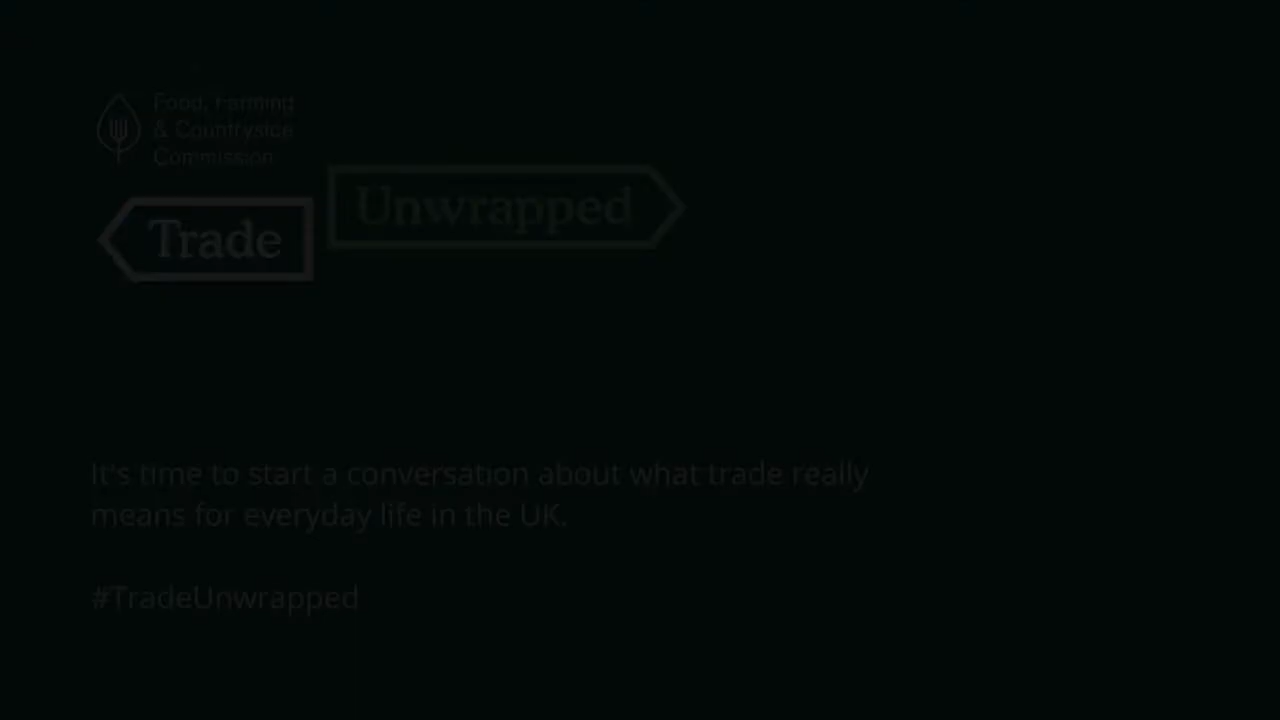 Food, Farming
& Countryside
Commission
Unwrapped
Trade
It's time to start a conversation about what trade really
means for everyday life in the UK.
#TradeUnwrapped